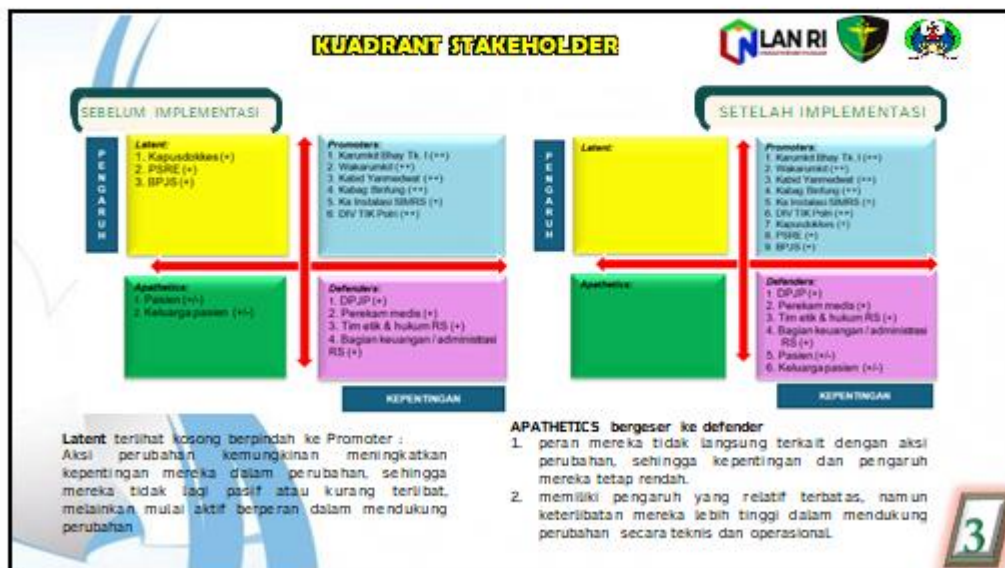 KUADRANT STAKEHOLDER
LAN RI
SEBELUM IMPLEMENTASI
PENGARUH
Latent:
1. Kapusdokkes (+)
2. PSRE (+)
3. BPJS (+)
Promoters:
1. Karumkit Bhay Tk. I (++)
2. Wakarumkit (++)
3. Kabid Yanmedwat (++)
4. Kabag Binfung (++)
5. Ka Instalasi SIMRS (+)
6. DIV TIK Polri (++)
Apathetics:
1. Pasien (+/-)
2. Keluarga pasien (+/-)
Defenders:
1. DPJP (+)
2. Perekam medis (+)
3. Tim etik & hukum RS (+)
4. Bagian keuangan / administrasi
RS (+)
KEPENTINGAN
SETELAH IMPLEMENTASI
PENGARUH
Latent:
Promoters:
1. Karumkit Bhay Tk. I (++)
2. Wakarumkit (++)
3. Kabid Yanmedwat (++)
4. Kabag Binfung (++)
5. Ka Instalasi SIMRS (++)
6. DIV TIK Polri (++)
7. Kapusdokkes (+)
8. PSRE (+)
9. BPJS (+)
Apathetics:
Defenders:
1. DPJP (+)
2. Perekam medis (+)
3. Tim etik & hukum RS (+)
4. Bagian keuangan / administrasi
RS (+)
5. Pasien (+/-)
6. Keluarga pasien (+/-)
KEPENTINGAN
Latent terlihat kosong berpindah ke Promoter :
Aksi perubahan kemungkinan meningkatkan
kepentingan mereka dalam perubahan, sehingga
mereka tidak lagi pasif atau kurang terlibat,
melainkan mulai aktif berperan dalam mendukung
perubahan
APATHETICS bergeser ke defender
1. peran mereka tidak langsung terkait dengan aksi
perubahan, sehingga kepentingan dan pengaruh
mereka tetap rendah.
2. memiliki pengaruh yang relatif terbatas, namun
keterlibatan mereka lebih tinggi dalam mendukung
perubahan secara teknis dan operasional.
3